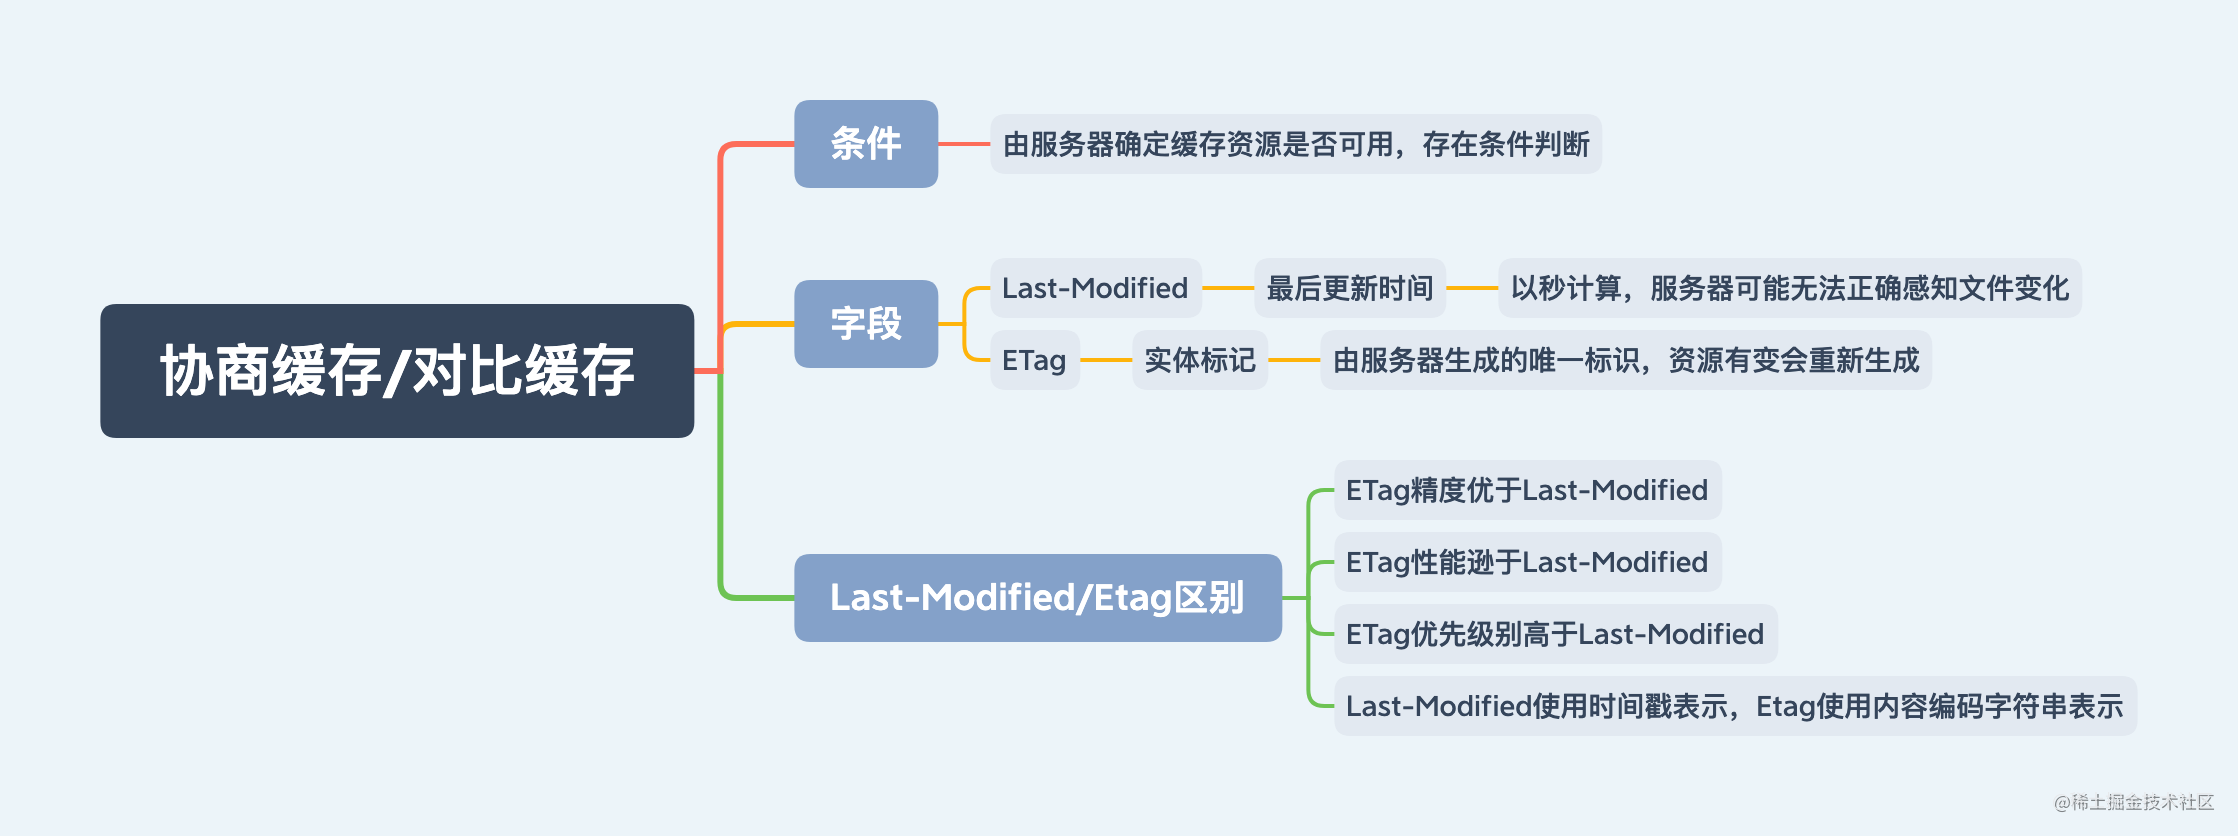 协商缓存/对比缓存
条件
由服务器确定缓存资源是否可用，存在条件判断
字段
Last-Modified
最后更新时间
以秒计算，服务器可能无法正确感知文件变化
ETag
实体标记
由服务器生成的唯一标识，资源有变会重新生成
Last-Modified/Etag区别
ETag精度优于Last-Modified
ETag性能逊于Last-Modified
ETag优先级别高于Last-Modified
Last-Modified使用时间戳表示，Etag使用内容编码字符串表示
@稀土掘金技术社区